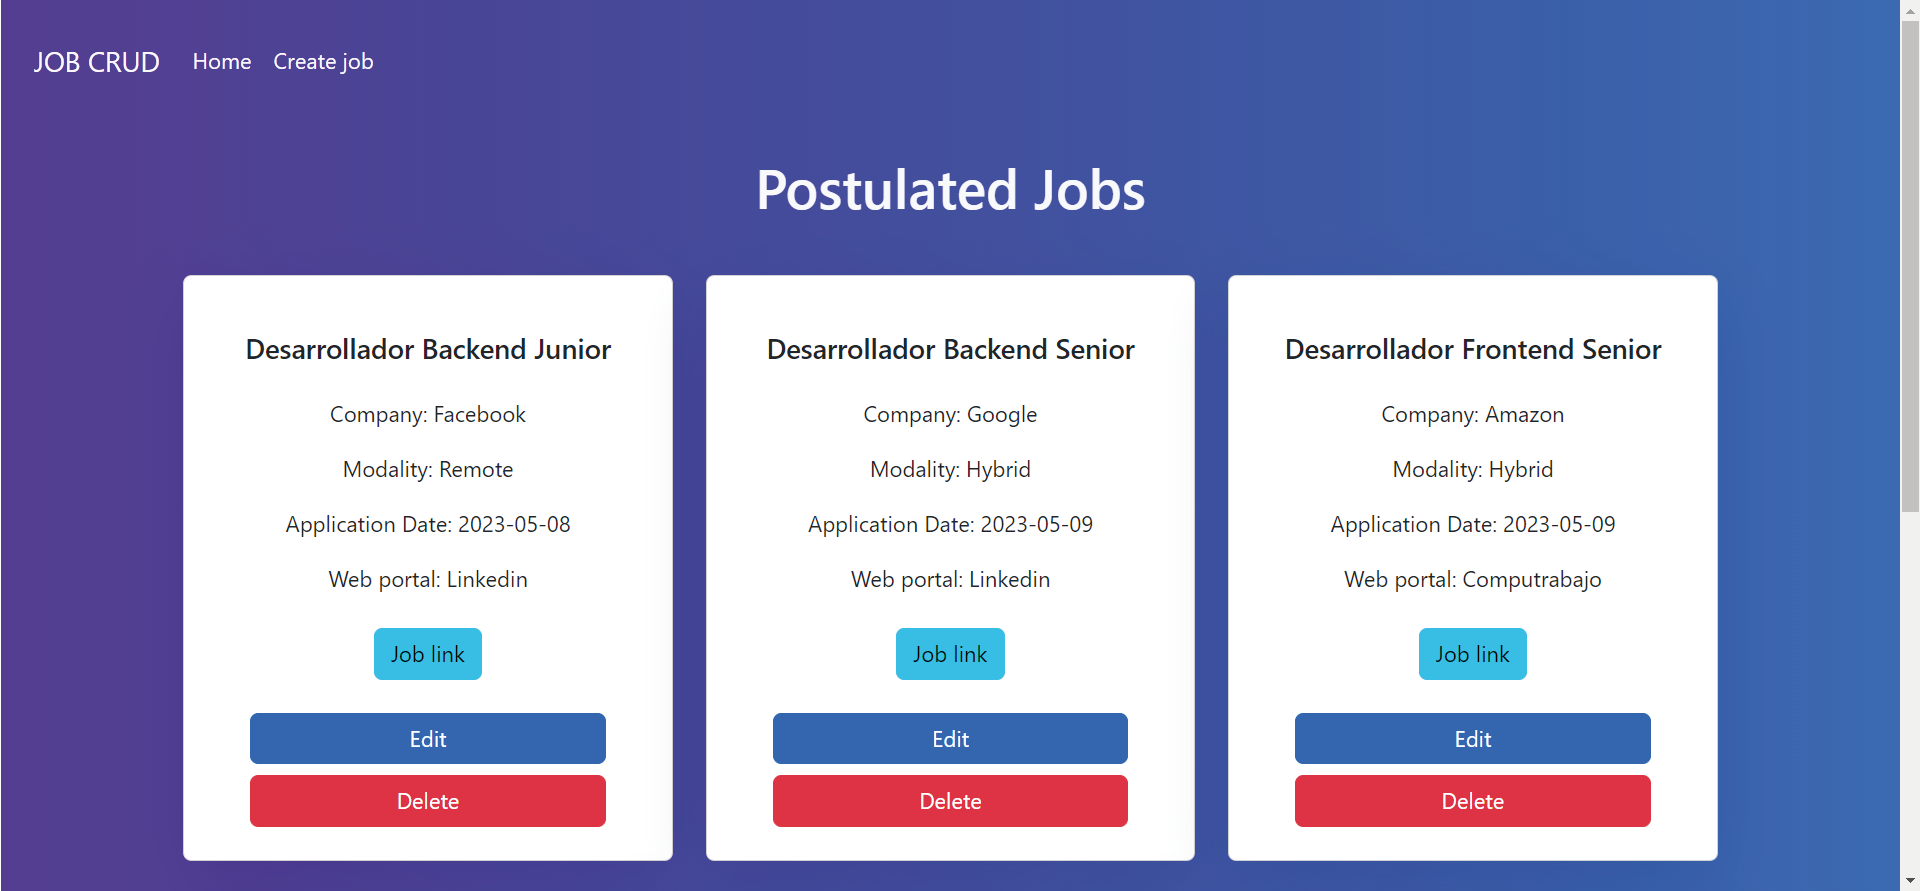 JOB CRUD Home Create job
Postulated Jobs
Desarrollador Backend Junior
Company: Facebook
Modality: Remote
Application Date: 2023-05-08
Web portal: Linkedin
Job link
Edit
Delete
Desarrollador Backend Senior
Company: Google
Modality: Hybrid
Application Date: 2023-05-09
Web portal: Linkedin
Job link
Edit
Delete
Desarrollador Frontend Senior
Company: Amazon
Modality: Hybrid
Application Date: 2023-05-09
Web portal: Computrabajo
Job link
Edit
Delete